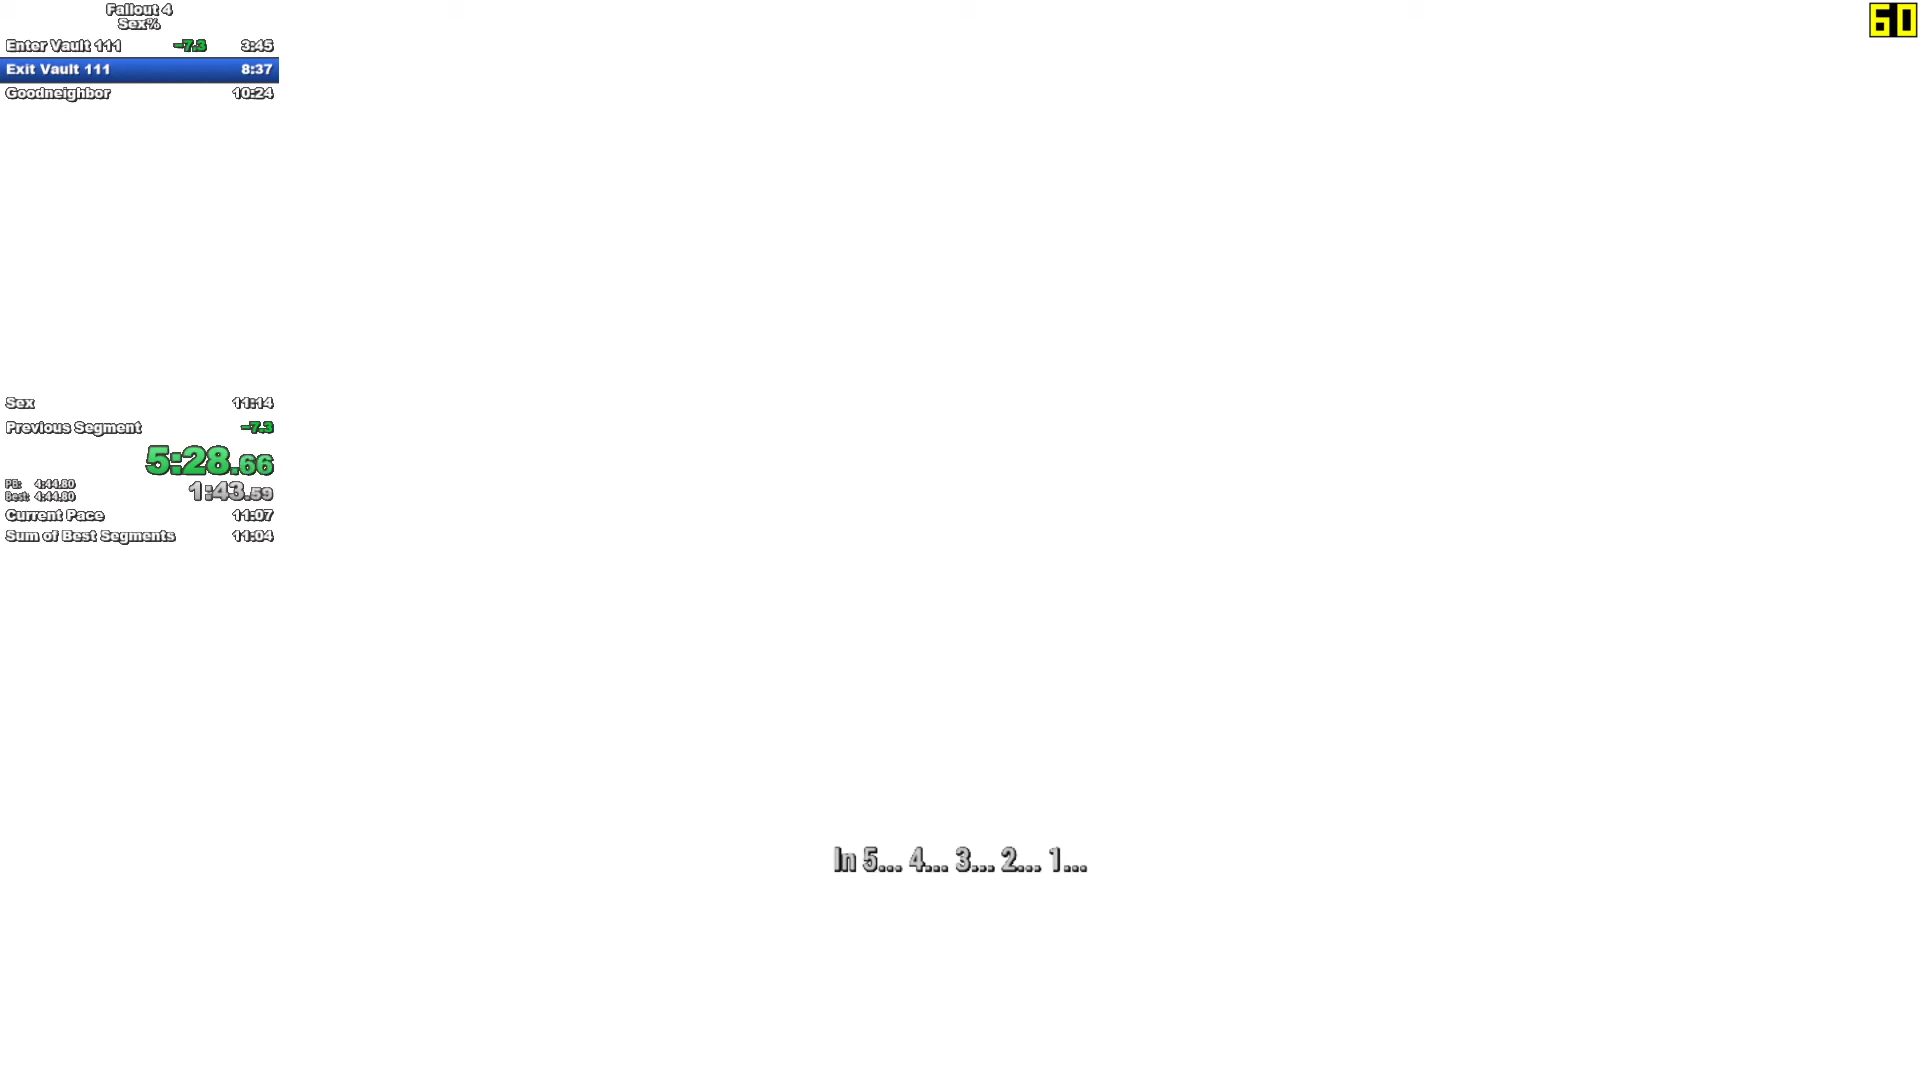 Fallout 4
Sex%
Enter Vault 111 -7.3 3:45
Exit Vault 111 8:37
Goodneighbor 10:24
Sex 11:14
Previous Segment -7.3
5:28.66
PB: 4:44.80
Best: 4:44.80
1:43.59
Current Pace 11:07
Sum of Best Segments 11:04
60
In 5... 4... 3... 2... 1...